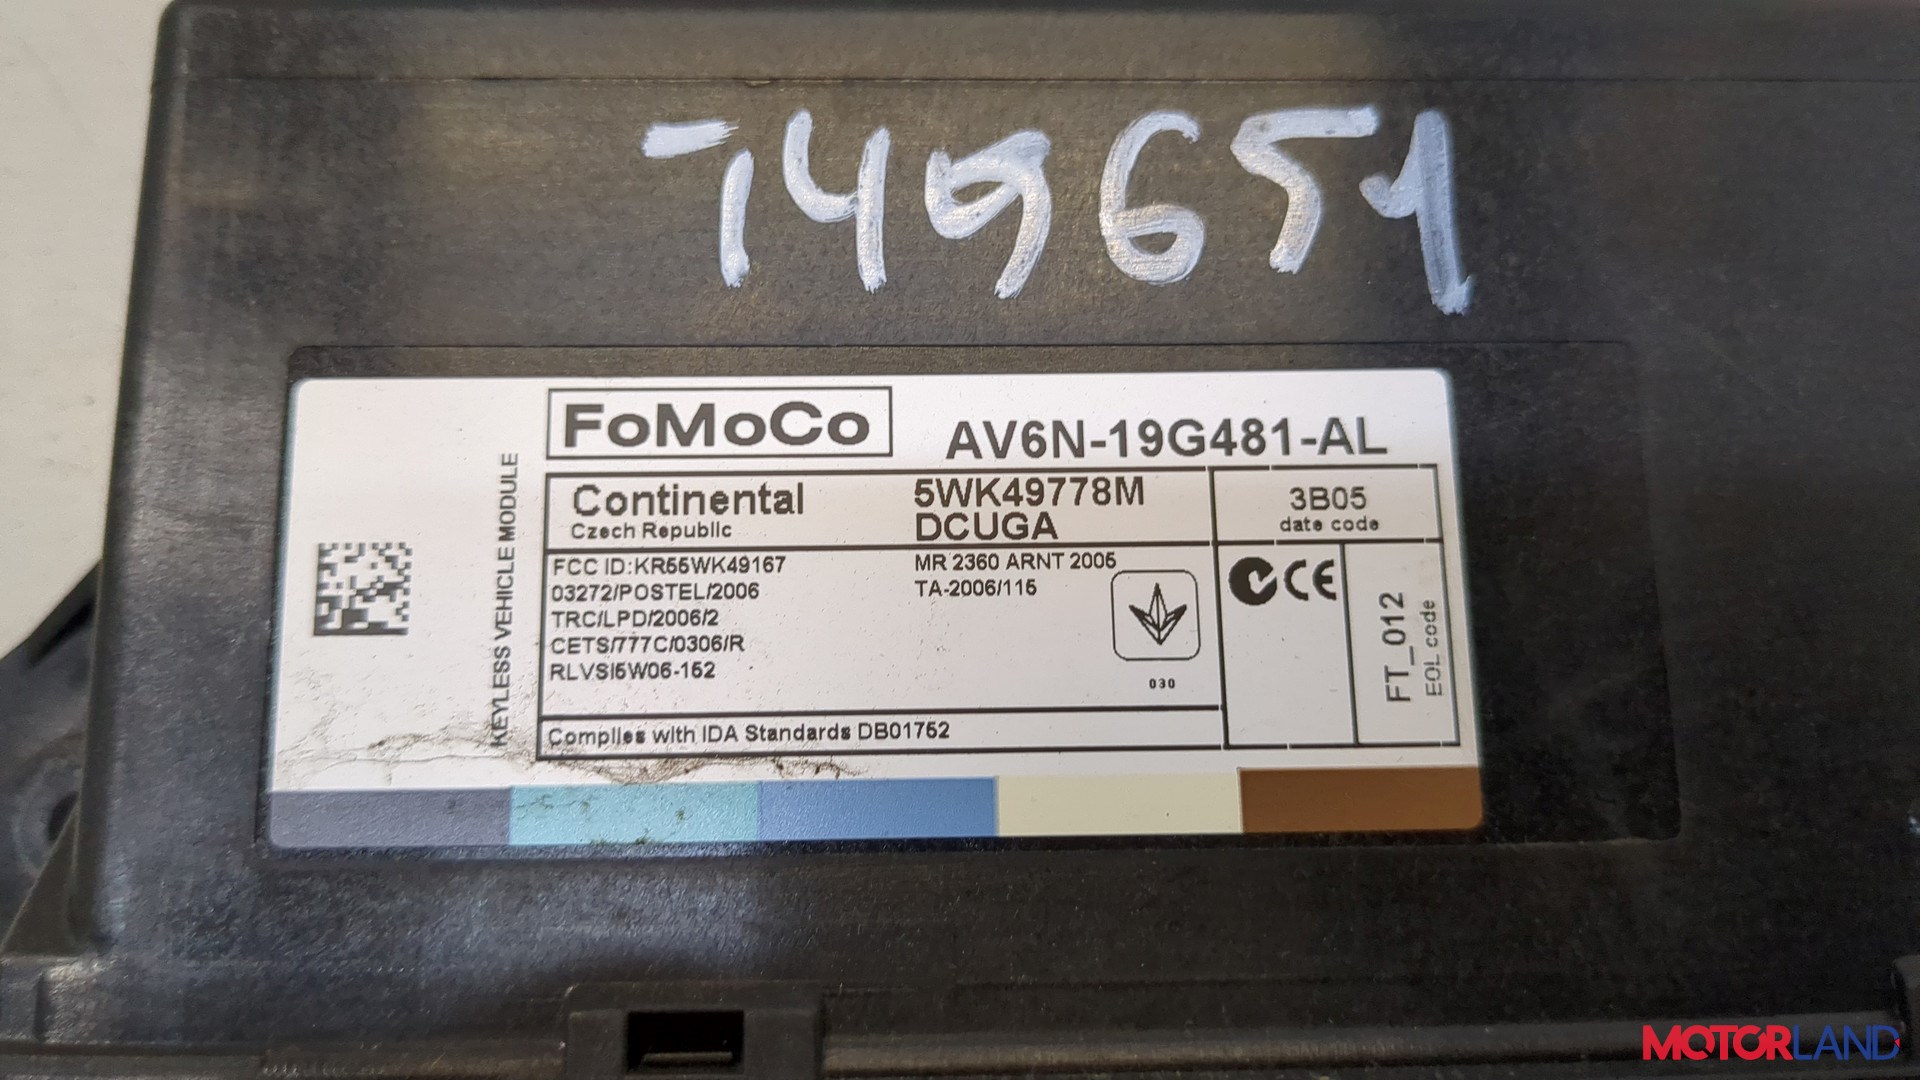 749651
FoMoCo
AV6N-19G481-AL
KEYLESS VEHICLE MODULE
Continental
Czech Republic
5WK49778M
DCUGA
3B05
date code
FCC ID:KR55WK49167
03272/POSTEL/2006
TRC/LPD/2006/2
CETS/777C/0306/R
RLVSI5W06-152
MR 2360 ARNT 2005
TA-2006/115
030
CE
FT_012
EOL code
Complies with IDA Standards DB01752
MOTORLAND